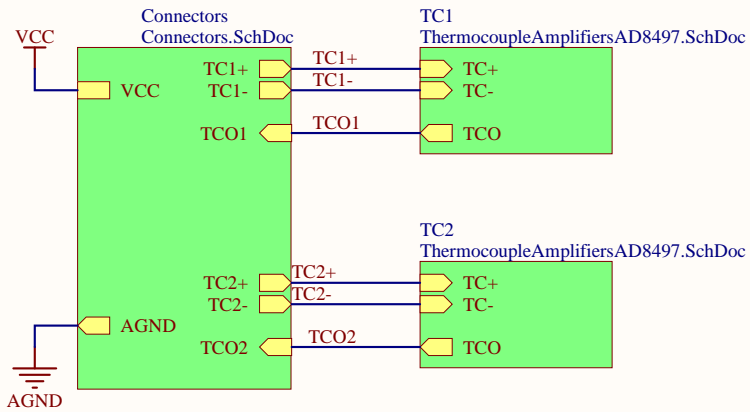 Connectors
Connectors.SchDoc
VCC
VCC
AGND
AGND
TC1+
TC1-
TCO1
TC2+
TC2-
TCO2
TC1+
TC1-
TCO1
TC2+
TC2-
TCO2
TC1
ThermocoupleAmplifiersAD8497.SchDoc
TC+
TC-
TCO
TC2
ThermocoupleAmplifiersAD8497.SchDoc
TC+
TC-
TCO